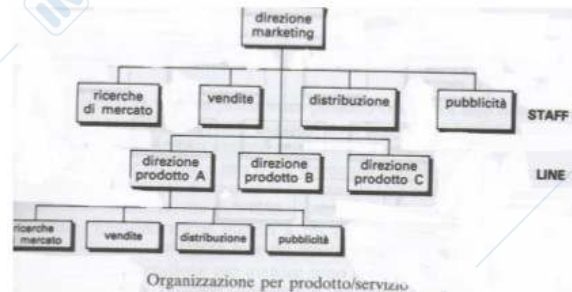 direzione
marketing
ricerche
di mercato
vendite
distribuzione
pubblicità
STAFF
direzione
prodotto A
direzione
prodotto B
direzione
prodotto C
LINE
ricerche
mercato
vendite
distribuzione
pubblicità
Organizzazione per prodotto/servizio